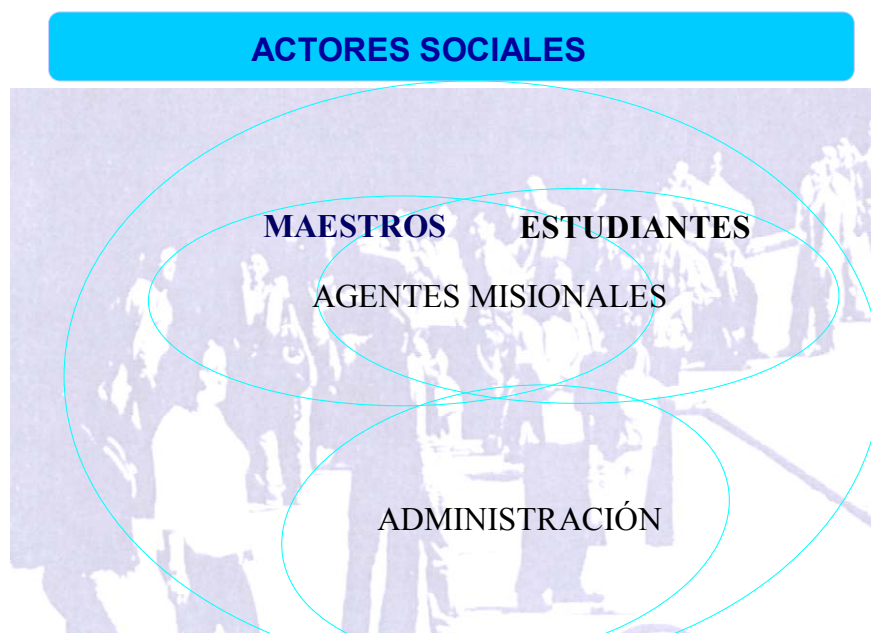 ACTORES SOCIALES
MAESTROS ESTUDIANTES
AGENTES MISIONALES
ADMINISTRACIÓN